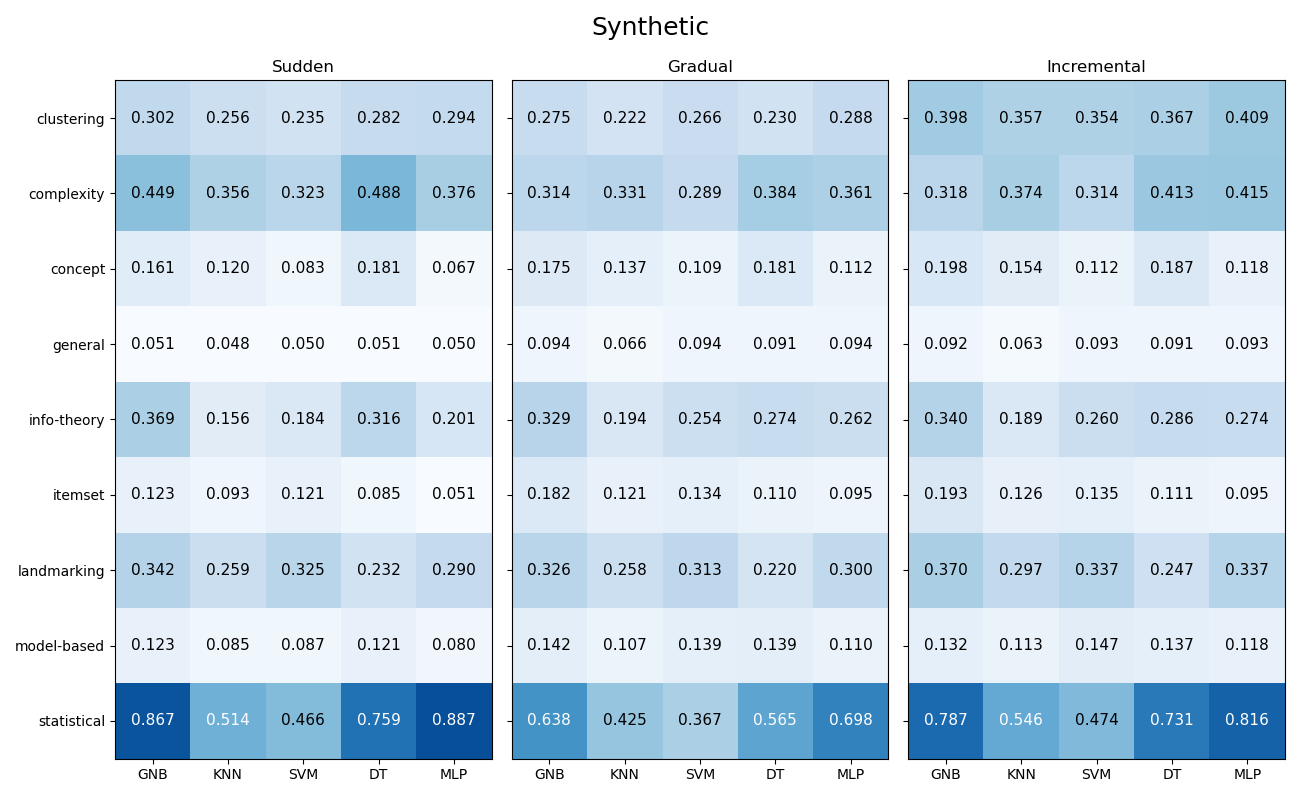 Synthetic
Sudden Gradual Incremental
clustering 0.302 0.256 0.235 0.282 0.294 0.275 0.222 0.266 0.230 0.288 0.398 0.357 0.354 0.367 0.409
complexity 0.449 0.356 0.323 0.488 0.376 0.314 0.331 0.289 0.384 0.361 0.318 0.374 0.314 0.413 0.415
concept 0.161 0.120 0.083 0.181 0.067 0.175 0.137 0.109 0.181 0.112 0.198 0.154 0.112 0.187 0.118
general 0.051 0.048 0.050 0.051 0.050 0.094 0.066 0.094 0.091 0.094 0.092 0.063 0.093 0.091 0.093
info-theory 0.369 0.156 0.184 0.316 0.201 0.329 0.194 0.254 0.274 0.262 0.340 0.189 0.260 0.286 0.274
itemset 0.123 0.093 0.121 0.085 0.051 0.182 0.121 0.134 0.110 0.095 0.193 0.126 0.135 0.111 0.095
landmarking 0.342 0.259 0.325 0.232 0.290 0.326 0.258 0.313 0.220 0.300 0.370 0.297 0.337 0.247 0.337
model-based 0.123 0.085 0.087 0.121 0.080 0.142 0.107 0.139 0.139 0.110 0.132 0.113 0.147 0.137 0.118
statistical 0.867 0.514 0.466 0.759 0.887 0.638 0.425 0.367 0.565 0.698 0.787 0.546 0.474 0.731 0.816
GNB KNN SVM DT MLP GNB KNN SVM DT MLP GNB KNN SVM DT MLP